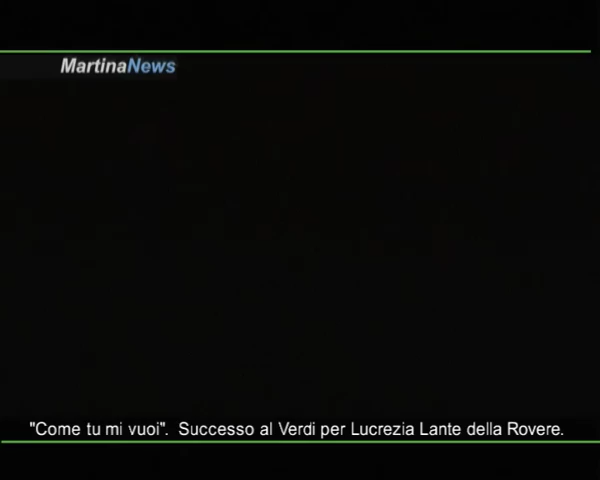 MartinaNews
"Come tu mi vuoi".  Successo al Verdi per Lucrezia Lante della Rovere.